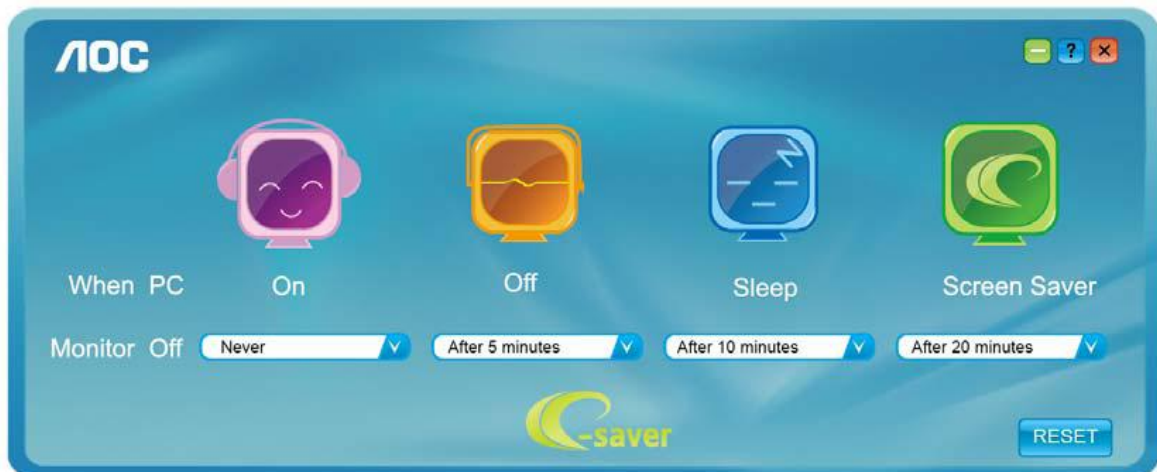 AOC
?
When PC On Off Sleep Screen Saver
Monitor Off Never After 5 minutes After 10 minutes After 20 minutes
e-saver
RESET